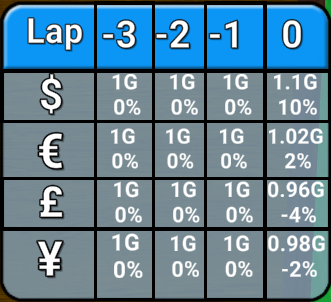 Lap -3 -2 -1 0
$ 1G 1G 1G 1.1G
0% 0% 0% 10%
€ 1G 1G 1G 1.02G
0% 0% 0% 2%
£ 1G 1G 1G 0.96G
0% 0% 0% -4%
¥ 1G 1G 1G 0.98G
0% 0% 0% -2%